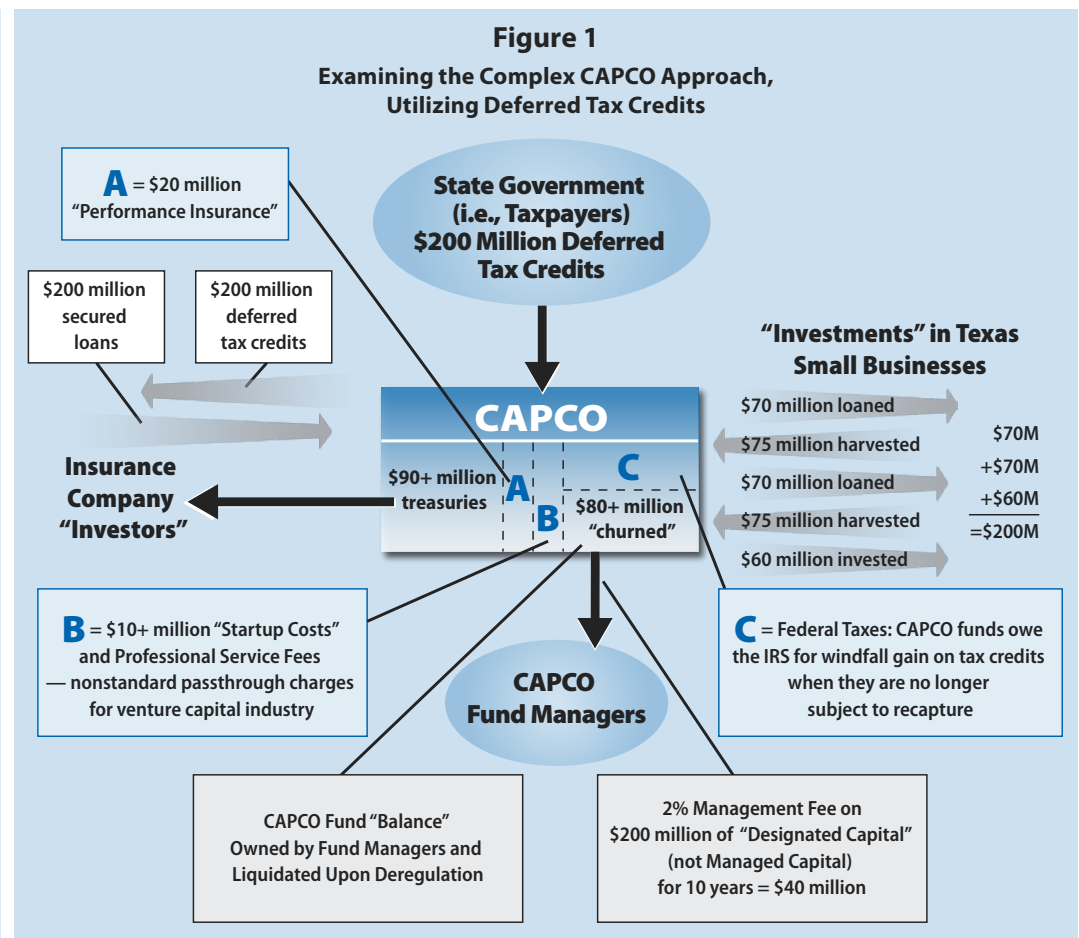 Figure 1
Examining the Complex CAPCO Approach,
Utilizing Deferred Tax Credits
A = $20 million
“Performance Insurance”
State Government
(i.e., Taxpayers)
$200 Million Deferred
Tax Credits
$200 million
secured
loans
$200 million
deferred
tax credits
“Investments” in Texas
Small Businesses
CAPCO
$90+ million
treasuries
A
B
C
$80+ million
“churned”
Insurance
Company
“Investors”
$70 million loaned
$75 million harvested
$70 million loaned
$75 million harvested
$60 million invested
$70M
+$70M
+$60M
=$200M
B = $10+ million “Startup Costs”
and Professional Service Fees
— nonstandard passthrough charges
for venture capital industry
CAPCO
Fund Managers
C = Federal Taxes: CAPCO funds owe
the IRS for windfall gain on tax credits
when they are no longer
subject to recapture
CAPCO Fund “Balance”
Owned by Fund Managers and
Liquidated Upon Deregulation
2% Management Fee on
$200 million of “Designated Capital”
(not Managed Capital)
for 10 years = $40 million